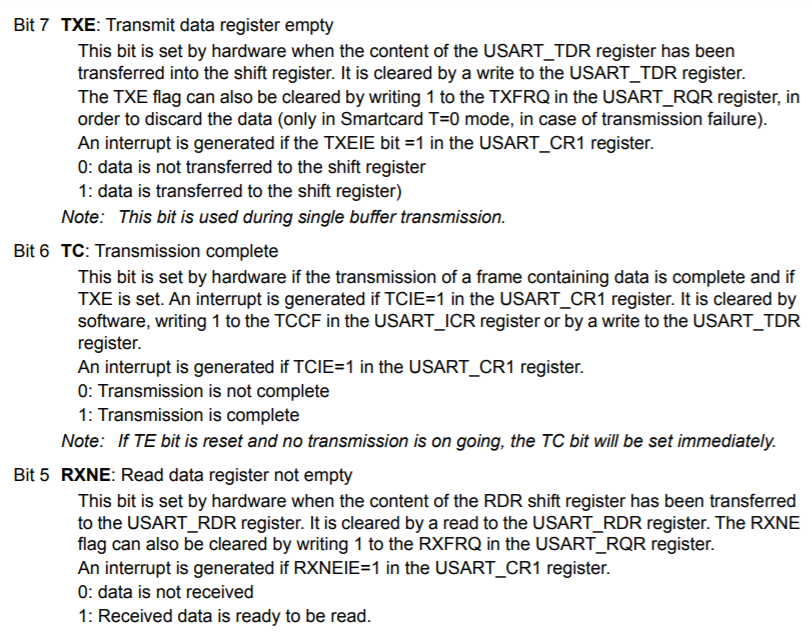 Bit 7 TXE: Transmit data register empty
This bit is set by hardware when the content of the USART_TDR register has been
transferred into the shift register. It is cleared by a write to the USART_TDR register.
The TXE flag can also be cleared by writing 1 to the TXFRQ in the USART_RQR register, in
order to discard the data (only in Smartcard T=0 mode, in case of transmission failure).
An interrupt is generated if the TXEIE bit =1 in the USART_CR1 register.
0: data is not transferred to the shift register
1: data is transferred to the shift register)
Note: This bit is used during single buffer transmission.
Bit 6 TC: Transmission complete
This bit is set by hardware if the transmission of a frame containing data is complete and if
TXE is set. An interrupt is generated if TCIE=1 in the USART_CR1 register. It is cleared by
software, writing 1 to the TCCF in the USART_ICR register or by a write to the USART_TDR
register.
An interrupt is generated if TCIE=1 in the USART_CR1 register.
0: Transmission is not complete
1: Transmission is complete
Note: If TE bit is reset and no transmission is on going, the TC bit will be set immediately.
Bit 5 RXNE: Read data register not empty
This bit is set by hardware when the content of the RDR shift register has been transferred
to the USART_RDR register. It is cleared by a read to the USART_RDR register. The RXNE
flag can also be cleared by writing 1 to the RXFRQ in the USART_RQR register.
An interrupt is generated if RXNEIE=1 in the USART_CR1 register.
0: data is not received
1: Received data is ready to be read.